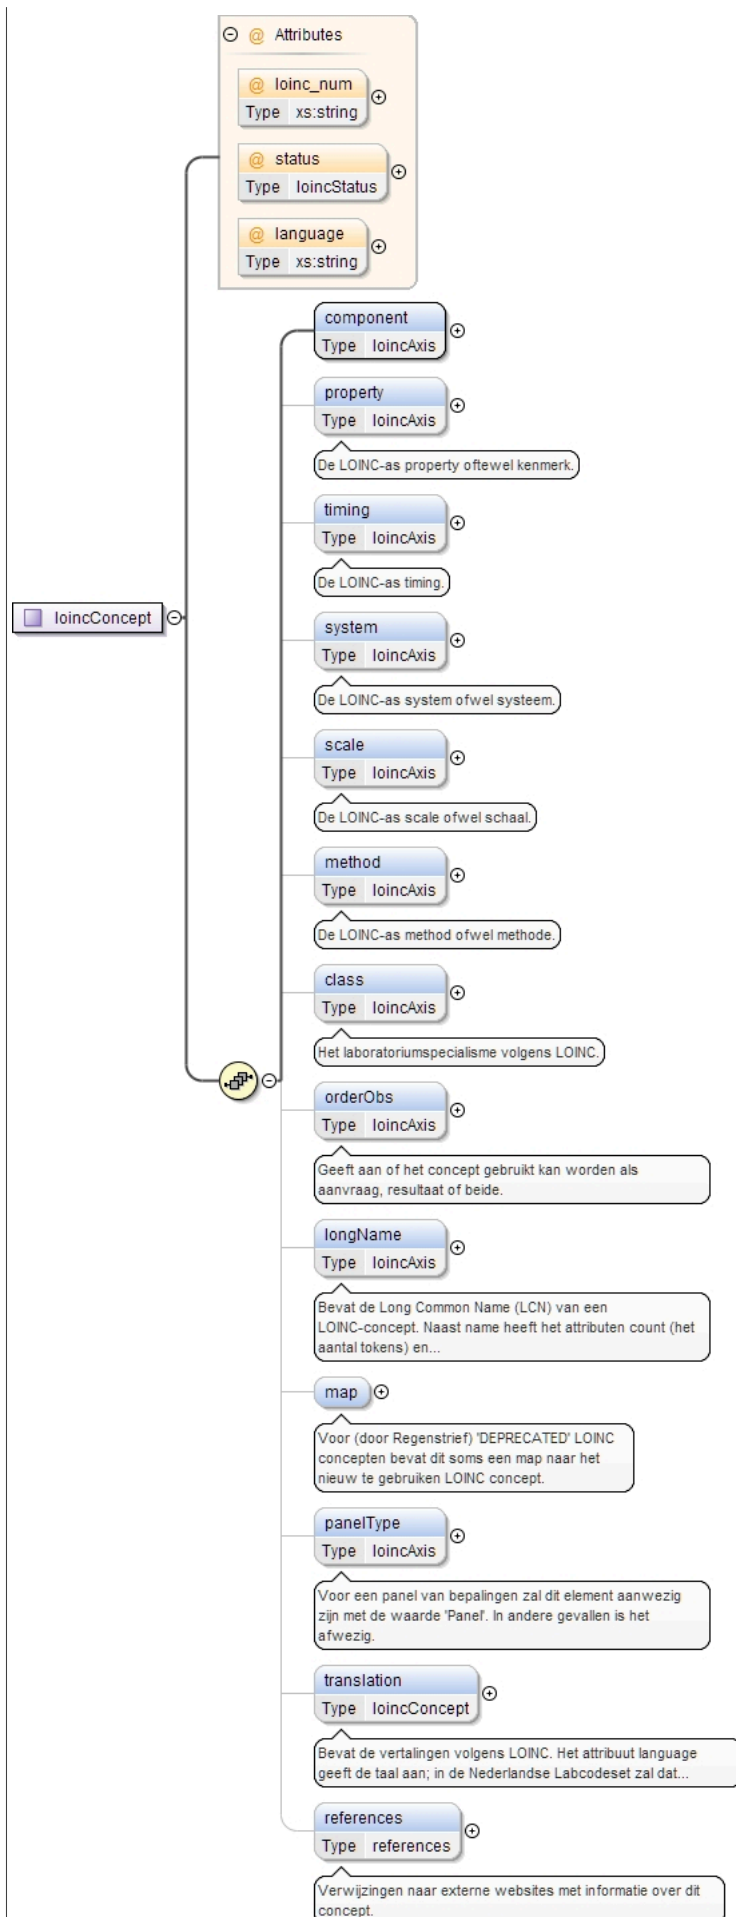 @ Attributes
@ loinc_num
Type xs:string
@ status
Type loincStatus
@ language
Type xs:string
component
Type loincAxis
property
Type loincAxis
De LOINC-as property oftewel kenmerk.
timing
Type loincAxis
De LOINC-as timing.
loincConcept
system
Type loincAxis
De LOINC-as system ofwel systeem.
scale
Type loincAxis
De LOINC-as scale ofwel schaal.
method
Type loincAxis
De LOINC-as method ofwel methode.
class
Type loincAxis
Het laboratoriumspecialisme volgens LOINC.
orderObs
Type loincAxis
Geeft aan of het concept gebruikt kan worden als
aanvraag, resultaat of beide.
longName
Type loincAxis
Bevat de Long Common Name (LCN) van een
LOINC-concept. Naast name heeft het attributen count (het
aantal tokens) en...
map
Voor (door Regenstrief) 'DEPRECATED' LOINC
concepten bevat dit soms een map naar het
nieuw te gebruiken LOINC concept.
panelType
Type loincAxis
Voor een panel van bepalingen zal dit element aanwezig
zijn met de waarde 'Panel'. In andere gevallen is het
afwezig.
translation
Type loincConcept
Bevat de vertalingen volgens LOINC. Het attribuut language
geeft de taal aan; in de Nederlandse Labcodeset zal dat...
references
Type references
Verwijzingen naar externe websites met informatie over dit
concept.